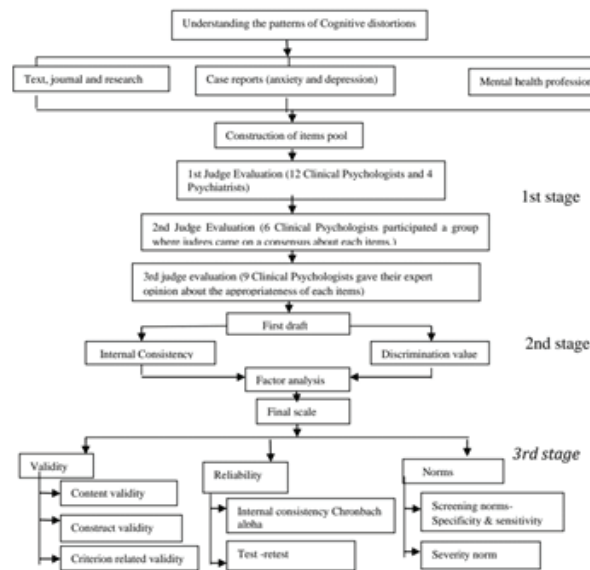 Understanding the patterns of Cognitive distortions
Text, journal and research
Case reports (anxiety and depression)
Mental health profession
Construction of items pool
1st Judge Evaluation (12 Clinical Psychologists and 4
Psychiatrists)
1st stage
2nd Judge Evaluation (6 Clinical Psychologists participated a group
where judges came on a consensus about each items.)
3rd judge evaluation (9 Clinical Psychologists gave their expert
opinion about the appropriateness of each items)
First draft
2nd stage
Internal Consistency
Discrimination value
Factor analysis
Final scale
3rd stage
Validity
Content validity
Construct validity
Criterion related validity
Reliability
Internal consistency Chronbach
aloha
Test -retest
Norms
Screening norms-
Specificity & sensitivity
Severity norm